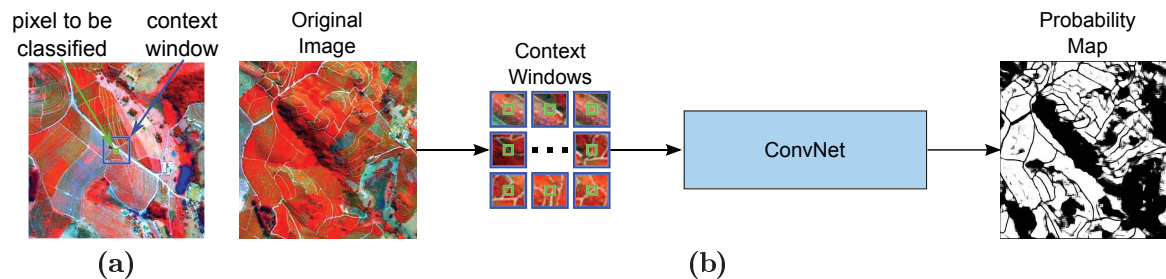 pixel to be
classified
context
window
(a)
Original
Image
Context
Windows
ConvNet
Probability
Map
(b)